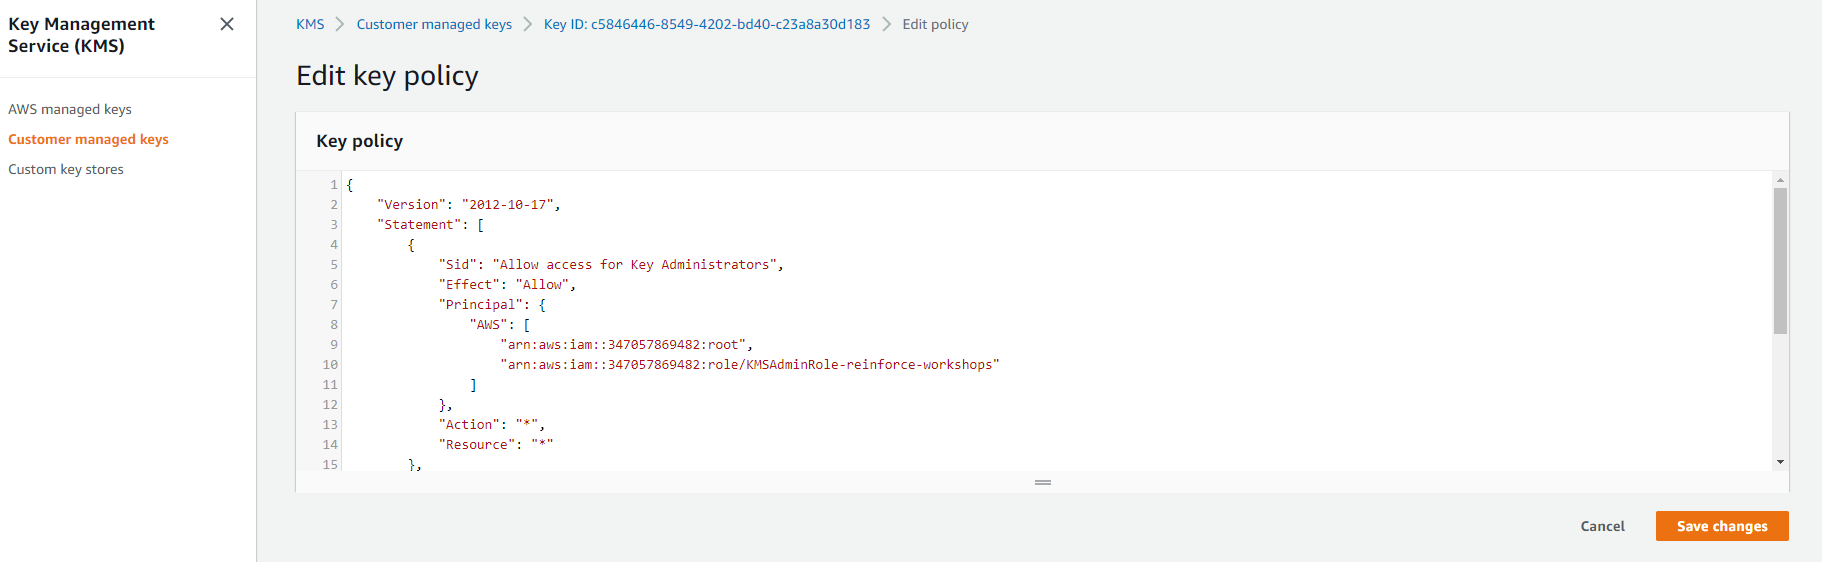 Key Management
Service (KMS)
AWS managed keys
Customer managed keys
Custom key stores
KMS > Customer managed keys > Key ID: c5846446-8549-4202-bd40-c23a8a30d183 > Edit policy
Edit key policy
Key policy
1 {
2     "Version": "2012-10-17",
3     "Statement": [
4         {
5             "Sid": "Allow access for Key Administrators",
6             "Effect": "Allow",
7             "Principal": {
8                 "AWS": [
9                     "arn:aws:iam::347057869482:root",
10                     "arn:aws:iam::347057869482:role/KMSAdminRole-reinforce-workshops"
11                 ]
12             },
13             "Action": "*",
14             "Resource": "*"
15         },
Cancel
Save changes